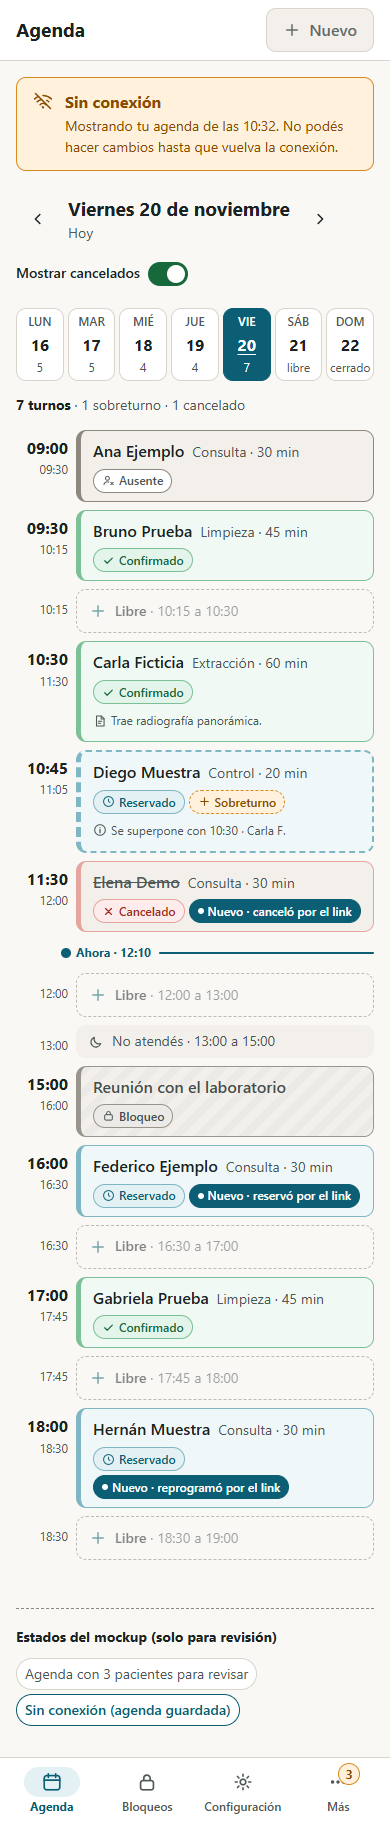 Agenda
+ Nuevo
Sin conexión
Mostrando tu agenda de las 10:32. No podés
hacer cambios hasta que vuelva la conexión.
Viernes 20 de noviembre
Hoy
Mostrar cancelados
LUN MAR MIÉ JUE VIE SÁB DOM
16 17 18 19 20 21 22
5 5 4 4 7 libre cerrado
7 turnos · 1 sobreturno · 1 cancelado
09:00 Ana Ejemplo Consulta · 30 min
09:30 Ausente
09:30 Bruno Prueba Limpieza · 45 min
10:15 Confirmado
10:15 + Libre · 10:15 a 10:30
10:30 Carla Ficticia Extracción · 60 min
11:30 Confirmado
Trae radiografía panorámica.
10:45 Diego Muestra Control · 20 min
11:05 Reservado + Sobreturno
Se superpone con 10:30 · Carla F.
11:30 Elena Demo Consulta · 30 min
12:00 Cancelado Nuevo · canceló por el link
Ahora · 12:10
12:00 + Libre · 12:00 a 13:00
13:00 No atendés · 13:00 a 15:00
15:00 Reunión con el laboratorio
16:00 Bloqueo
16:00 Federico Ejemplo Consulta · 30 min
16:30 Reservado Nuevo · reservó por el link
16:30 + Libre · 16:30 a 17:00
17:00 Gabriela Prueba Limpieza · 45 min
17:45 Confirmado
17:45 + Libre · 17:45 a 18:00
18:00 Hernán Muestra Consulta · 30 min
18:30 Reservado
Nuevo · reprogramó por el link
18:30 + Libre · 18:30 a 19:00
Estados del mockup (solo para revisión)
Agenda con 3 pacientes para revisar
Sin conexión (agenda guardada)
3
Agenda Bloqueos Configuración Más